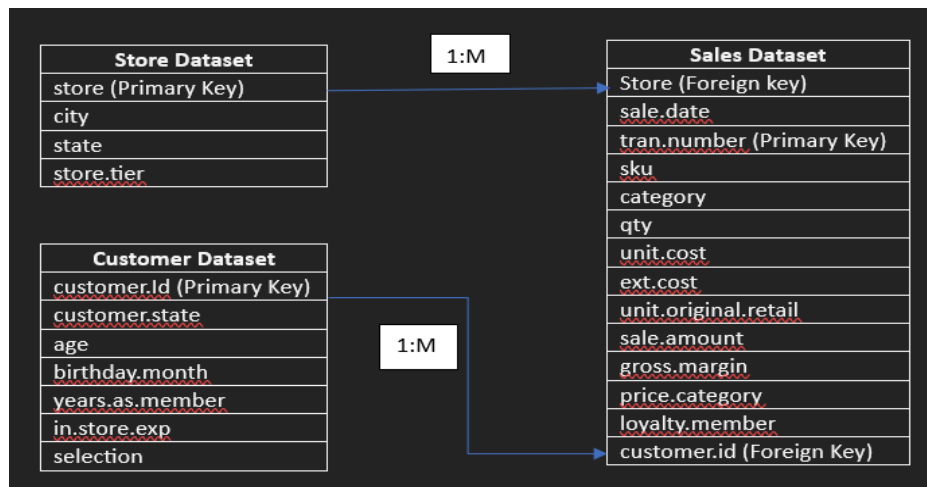 Store Dataset
store (Primary Key)
city
state
store.tier
1:M
Sales Dataset
Store (Foreign key)
sale.date
tran.number (Primary Key)
sku
category
qty
unit.cost
ext.cost
unit.original.retail
sale.amount
gross.margin
price.category
loyalty.member
customer.id (Foreign Key)
Customer Dataset
customer.Id (Primary Key)
customer.state
age
birthday.month
years.as.member
in.store.exp
selection
1:M